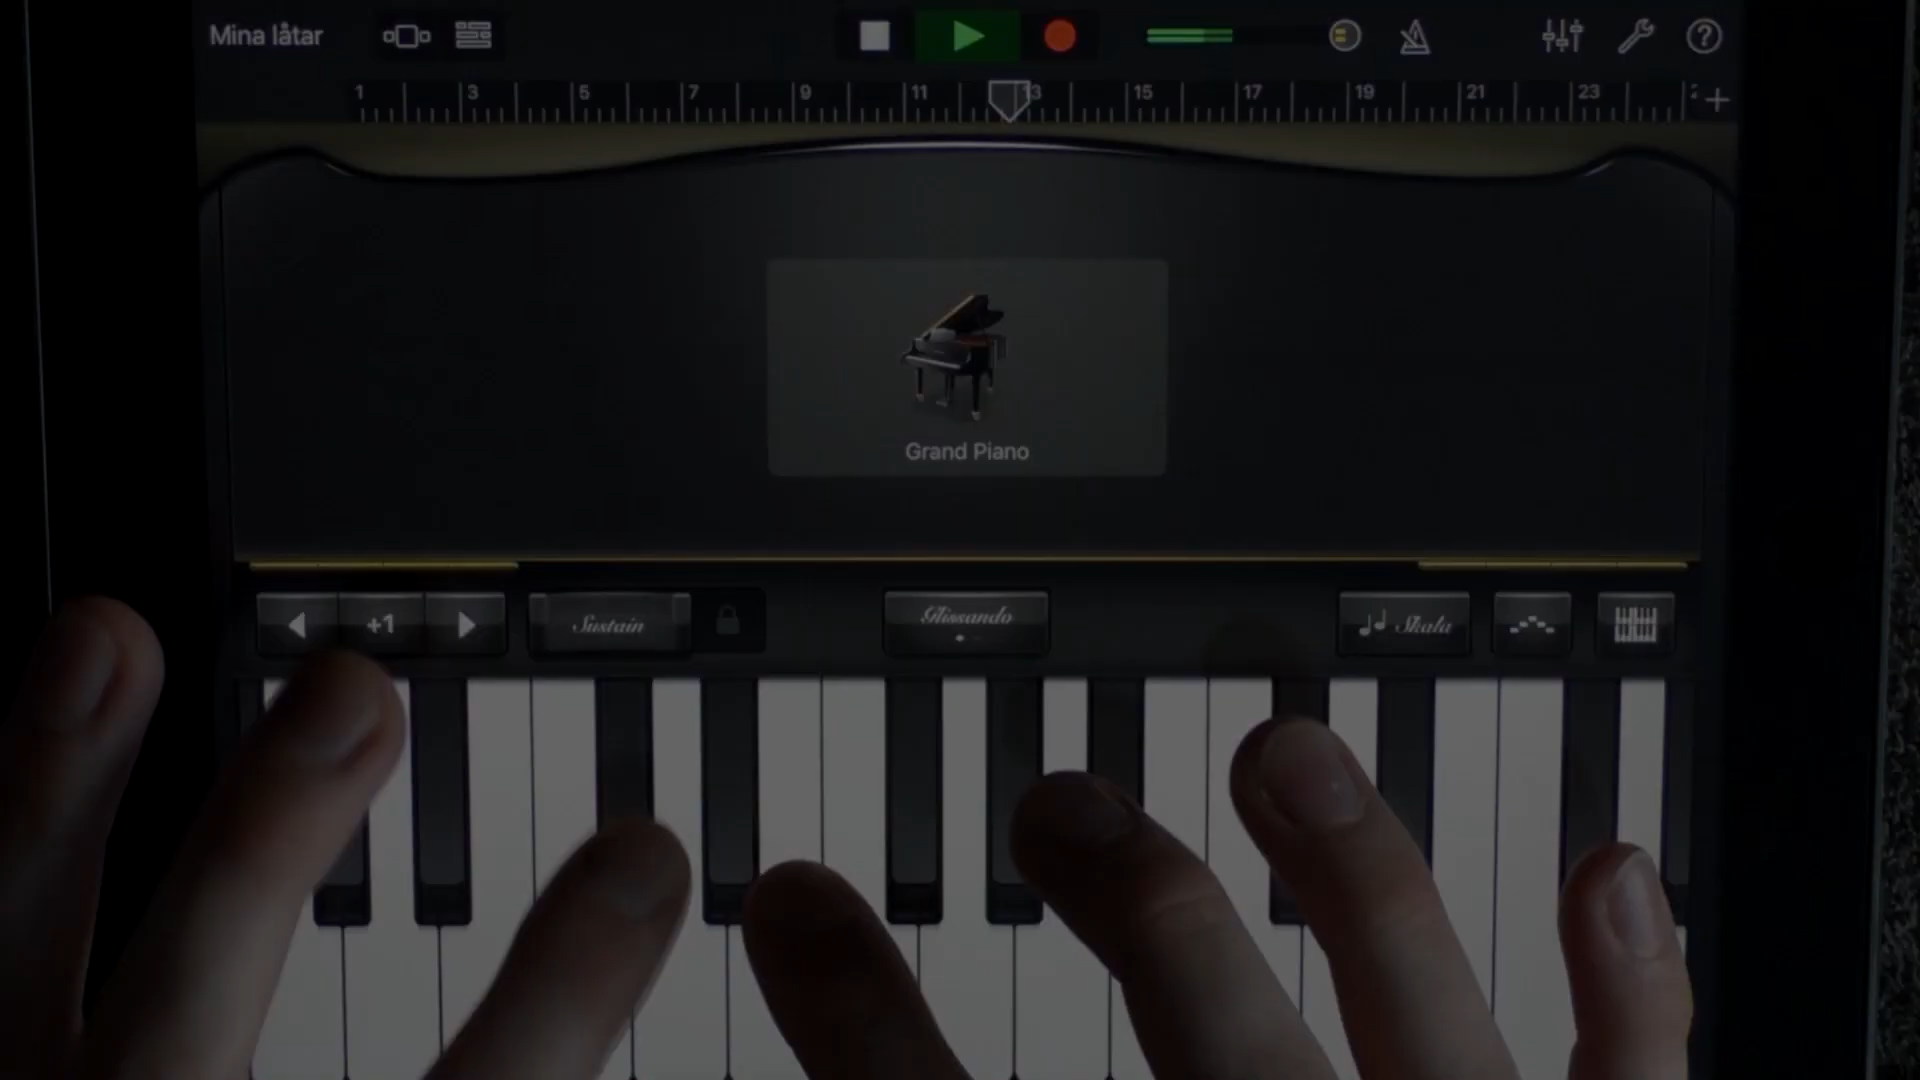 Mina låtar
1 3 5 7 9 11 13 15 17 19 21 23
Grand Piano
+1
Sustain
Glissando
Skala